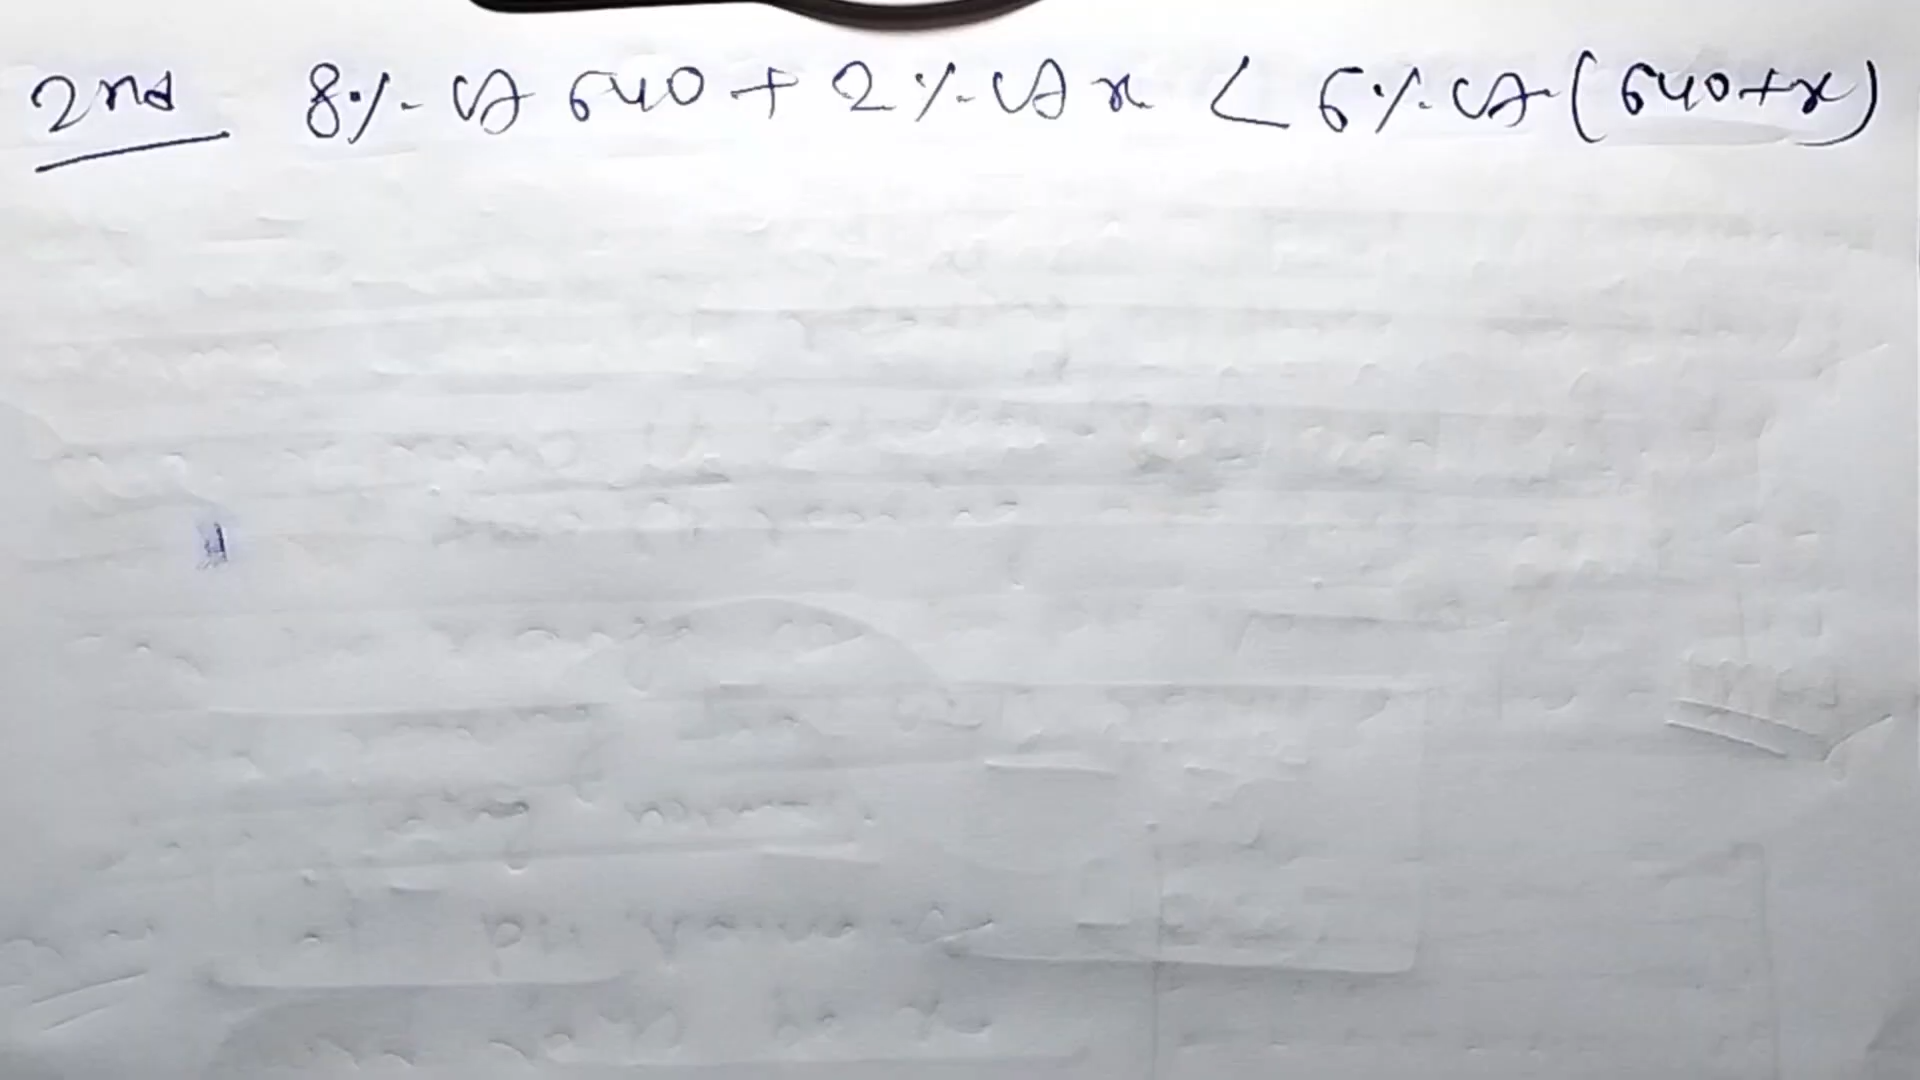 2nd 8% of 640 + 2% of x < 6% of (640+x)